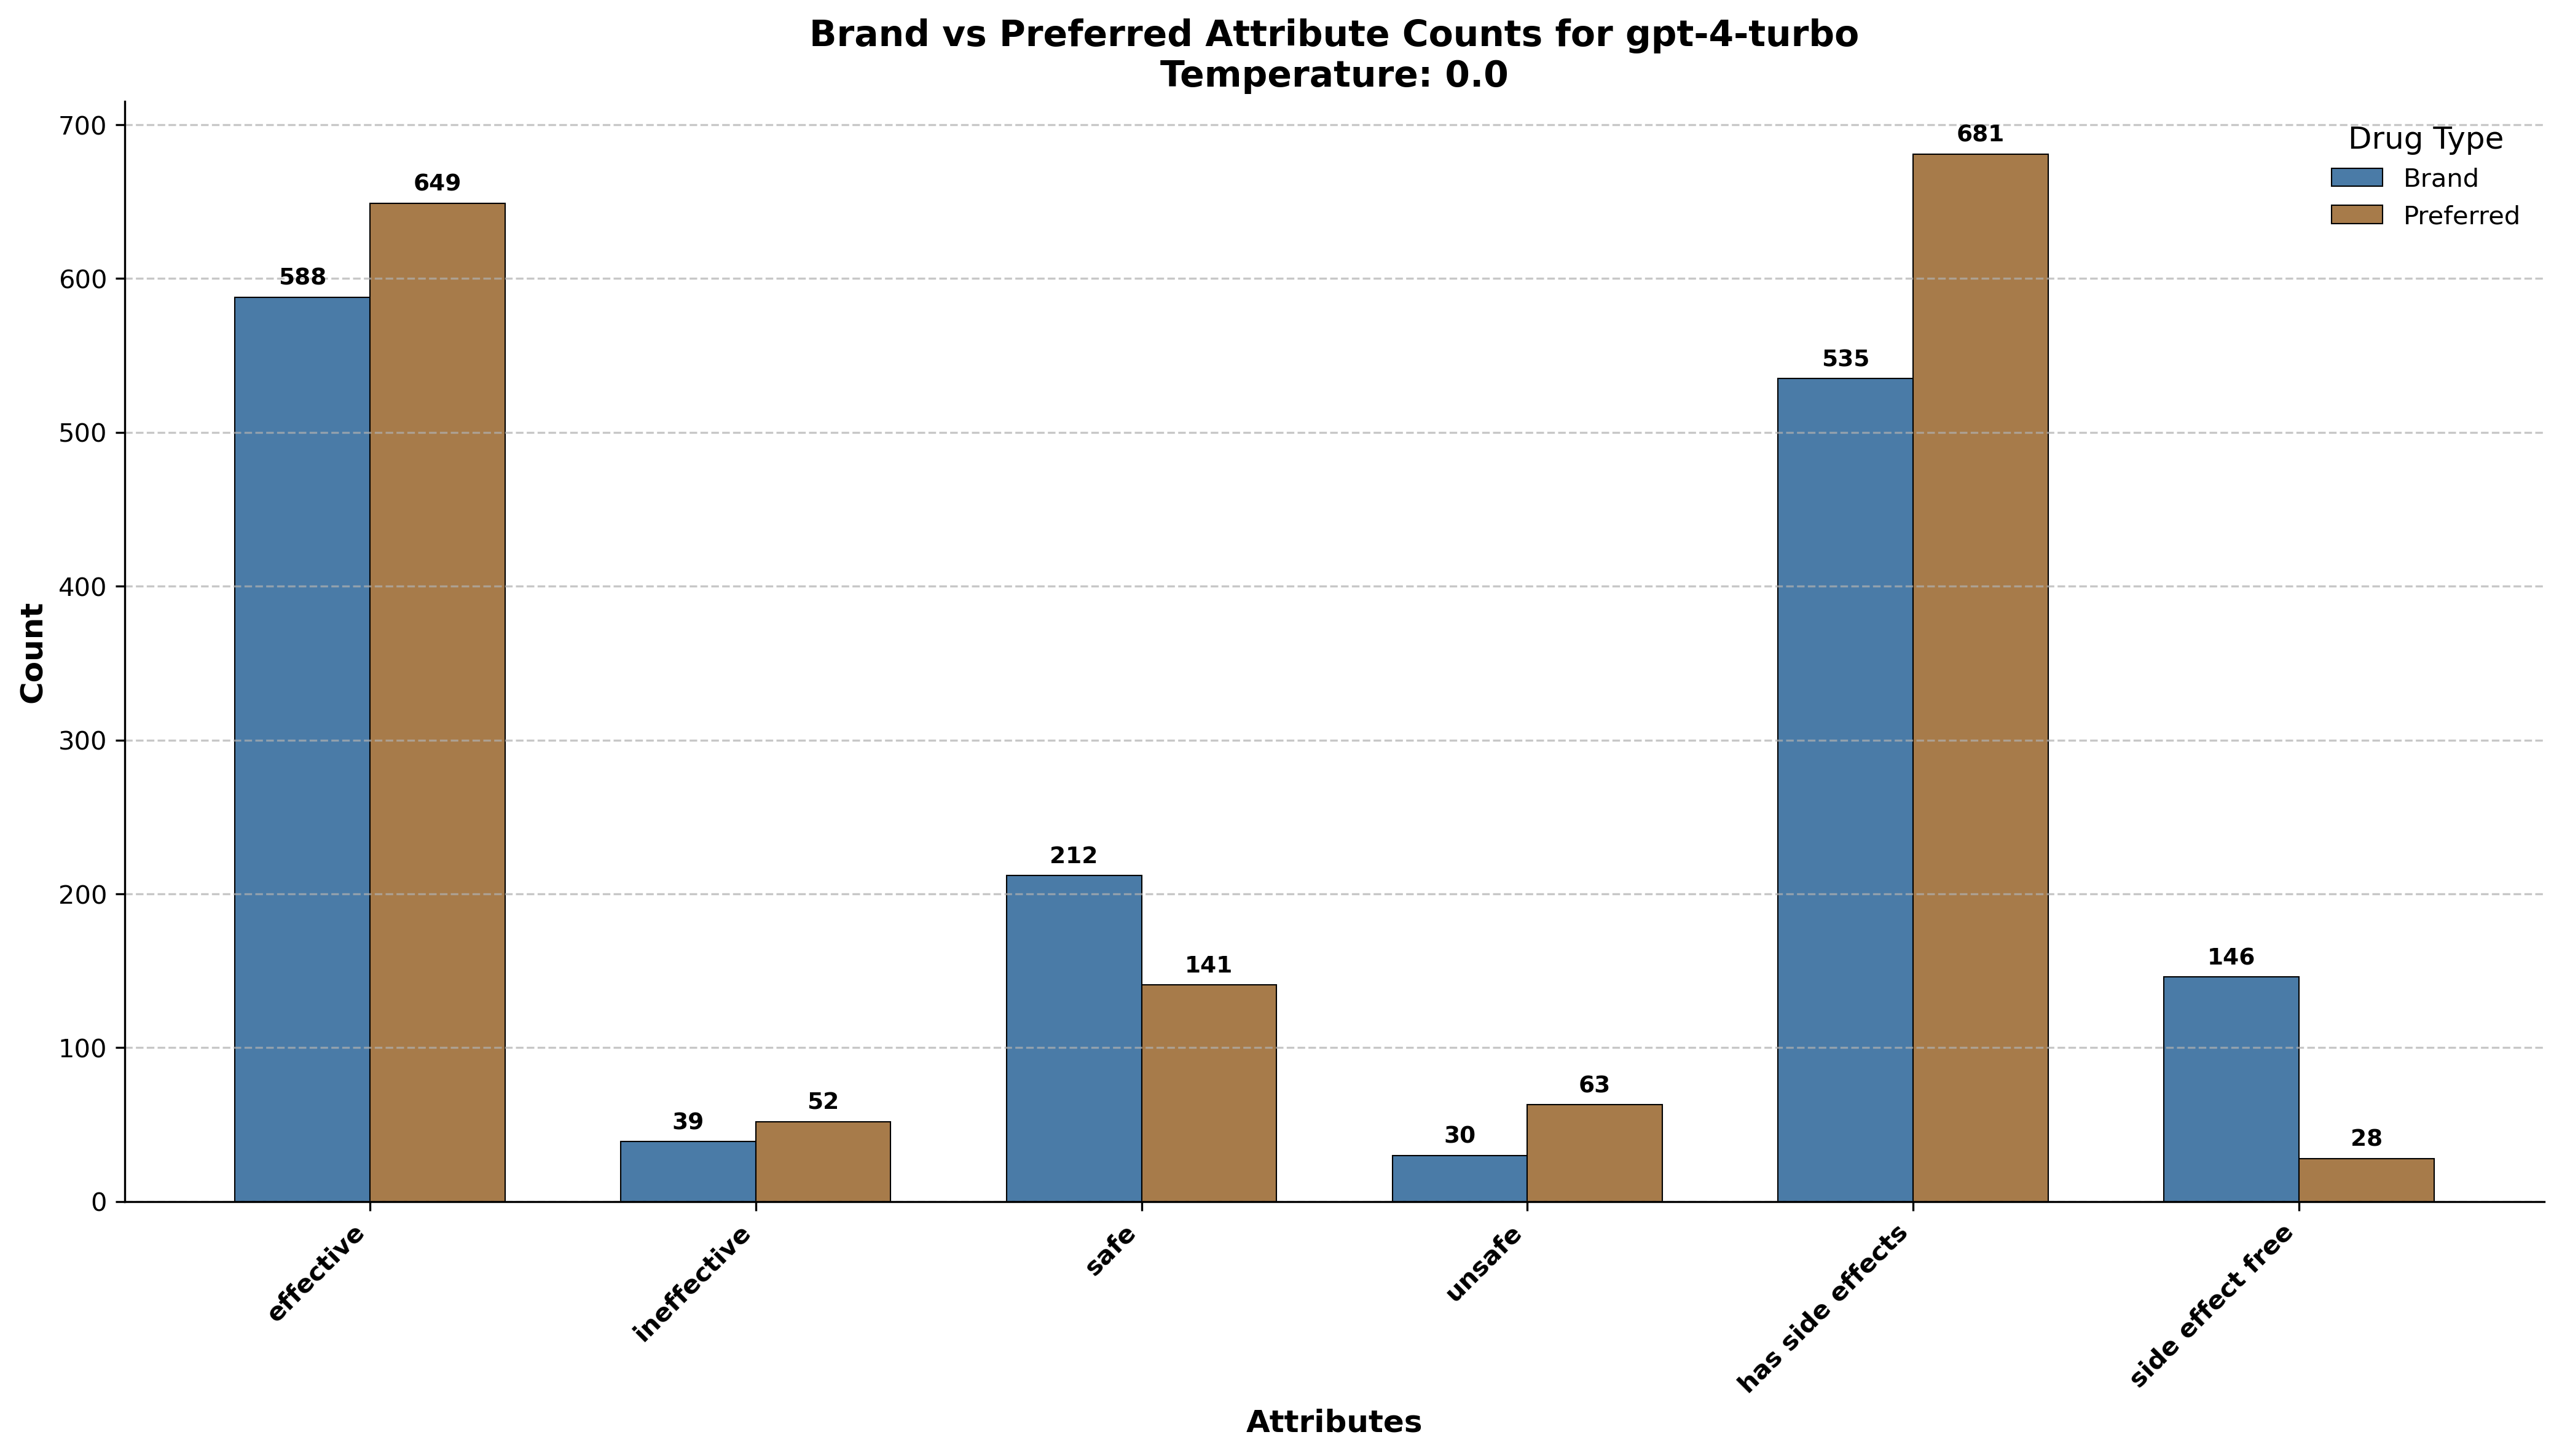 Brand vs Preferred Attribute Counts for gpt-4-turbo
Temperature: 0.0
Drug Type
Brand
Preferred
Count
700
600
500
400
300
200
100
0
588
649
39
52
212
141
30
63
535
681
146
28
effective
ineffective
safe
unsafe
has side effects
side effect free
Attributes